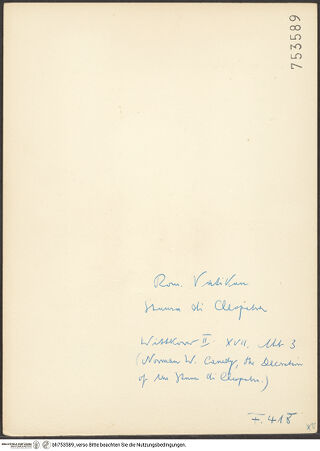 753589
Rom. Vatikan
Stanza di Cleopatra
Wittkower II XVII. Abb 3
(Norman W. Canedy, the Decoration
of the Stanza di Cleopatra.)
F. 418
bh753589, verso Bitte beachten Sie die Nutzungsbedingungen.